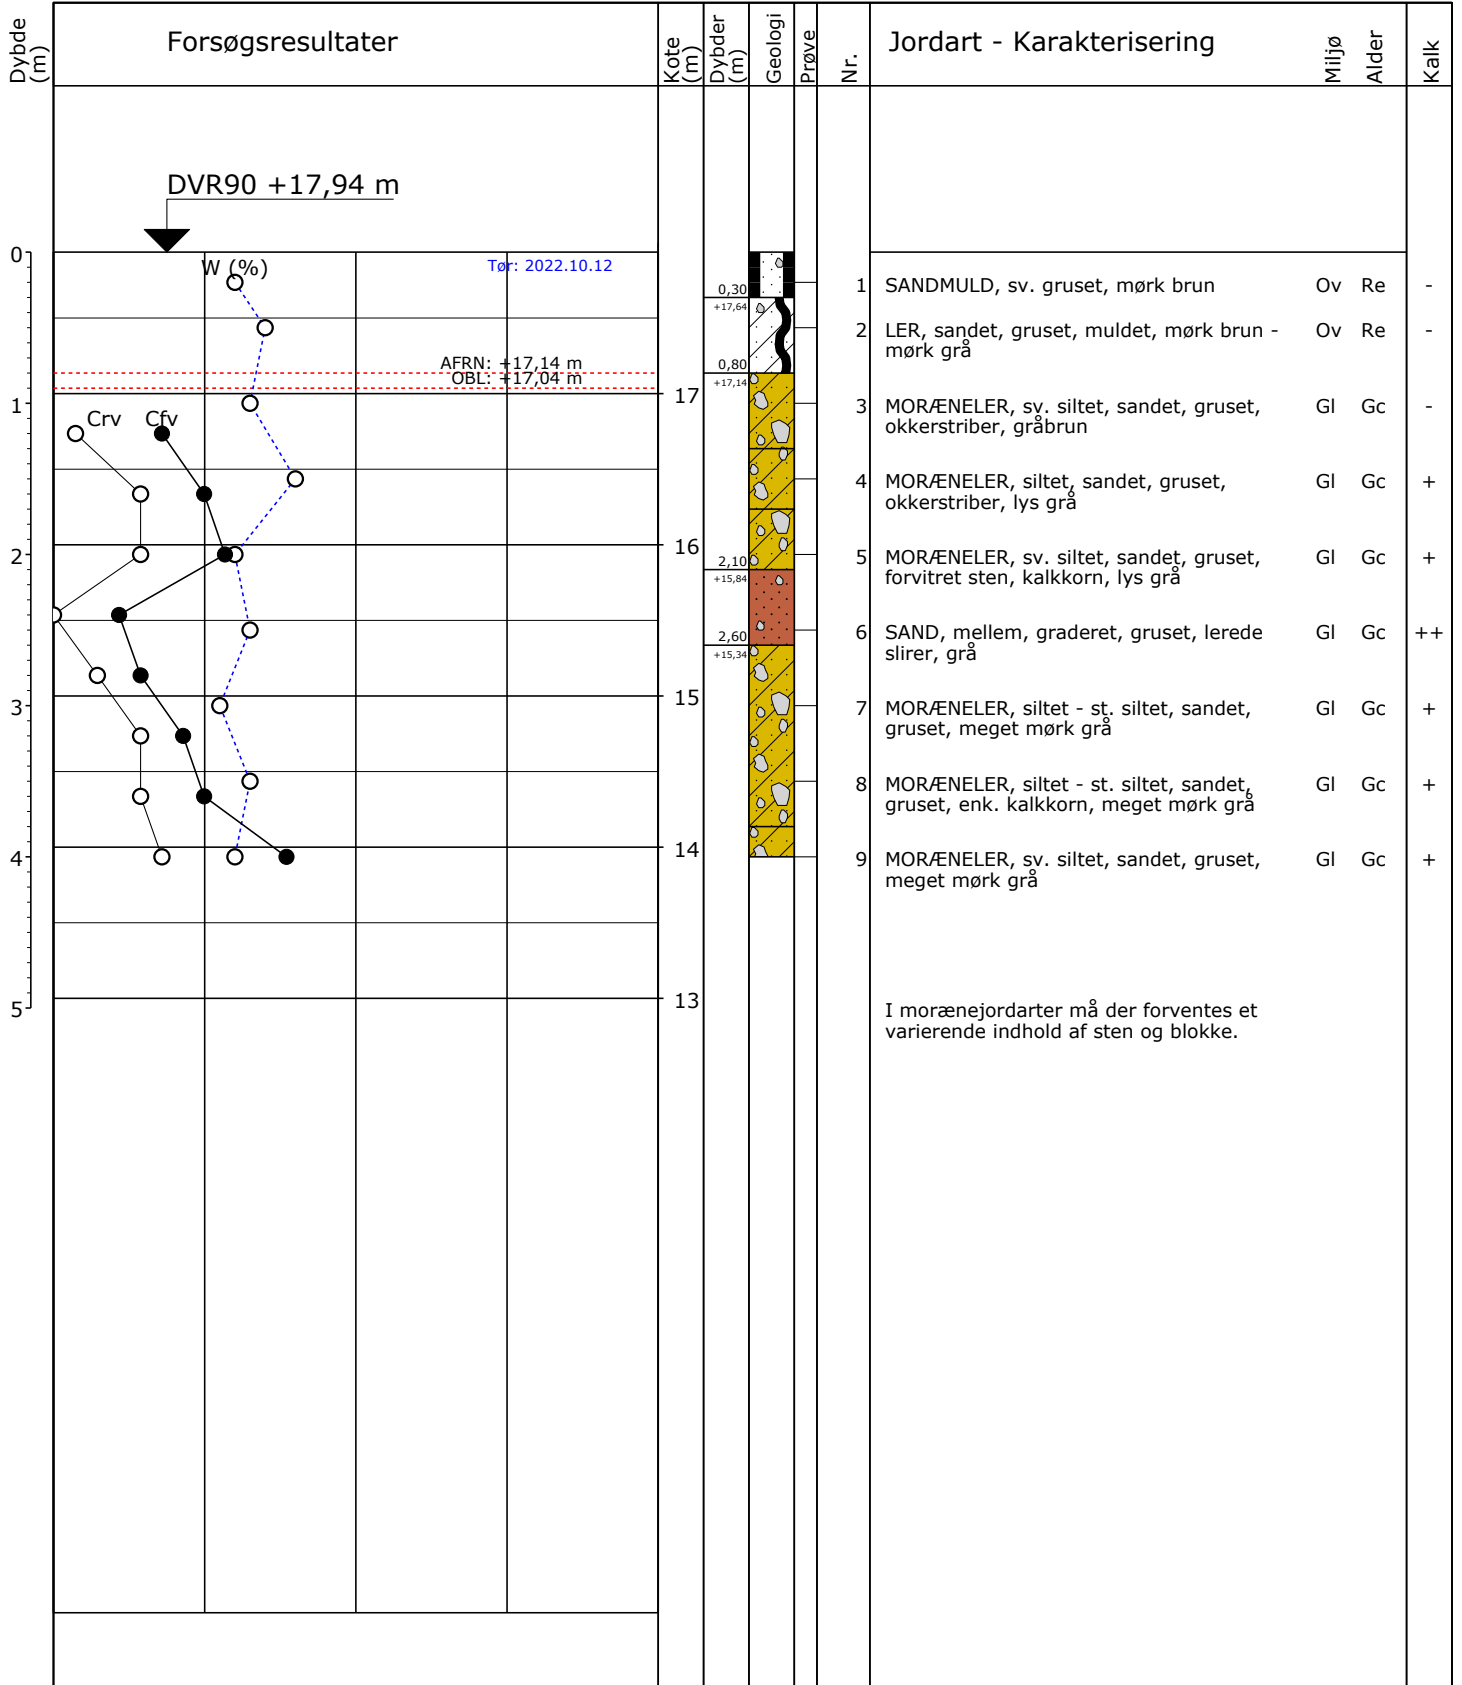 Dybde (m)
Forsøgsresultater
Kote (m)
Dybder (m)
Geologi
Prøve
Nr.
Jordart - Karakterisering
Miljø
Alder
Kalk
DVR90 +17,94 m
0
W (%)
Tør: 2022.10.12
0,30
+17,64
1 SANDMULD, sv. gruset, mørk brun Ov Re -
2 LER, sandet, gruset, muldet, mørk brun - Ov Re -
mørk grå
AFRN: +17,14 m
OBL: +17,04 m
0,80
+17,14
17
1
Crv Cfv
3 MORÆNELER, sv. siltet, sandet, gruset, Gl Gc -
okkerstriber, gråbrun
4 MORÆNELER, siltet, sandet, gruset, Gl Gc +
okkerstriber, lys grå
16
2
2,10
+15,84
5 MORÆNELER, sv. siltet, sandet, gruset, Gl Gc +
forvitret sten, kalkkorn, lys grå
2,60
+15,34
6 SAND, mellem, graderet, gruset, lerede Gl Gc ++
slirer, grå
15
3
7 MORÆNELER, siltet - st. siltet, sandet, Gl Gc +
gruset, meget mørk grå
8 MORÆNELER, siltet - st. siltet, sandet, Gl Gc +
gruset, enk. kalkkorn, meget mørk grå
14
4
9 MORÆNELER, sv. siltet, sandet, gruset, Gl Gc +
meget mørk grå
13
5
I morænejordarter må der forventes et
varierende indhold af sten og blokke.